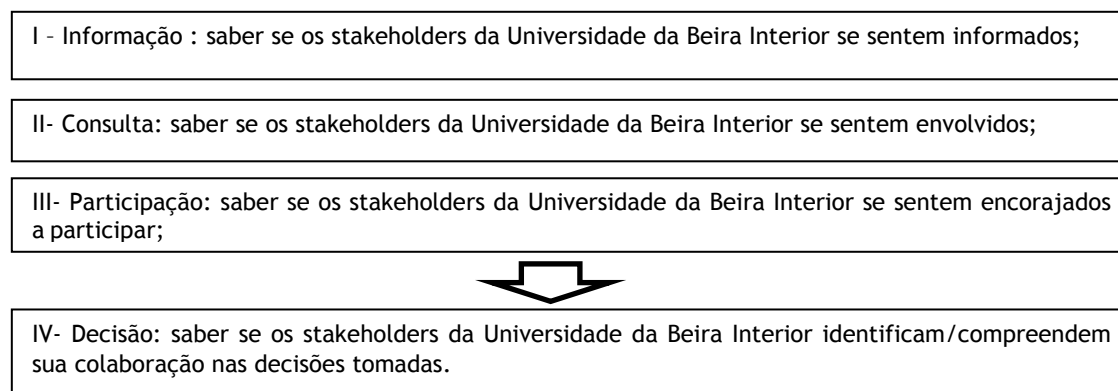 I – Informação : saber se os stakeholders da Universidade da Beira Interior se sentem informados;
II- Consulta: saber se os stakeholders da Universidade da Beira Interior se sentem envolvidos;
III- Participação: saber se os stakeholders da Universidade da Beira Interior se sentem encorajados
a participar;
IV- Decisão: saber se os stakeholders da Universidade da Beira Interior identificam/compreendem
sua colaboração nas decisões tomadas.